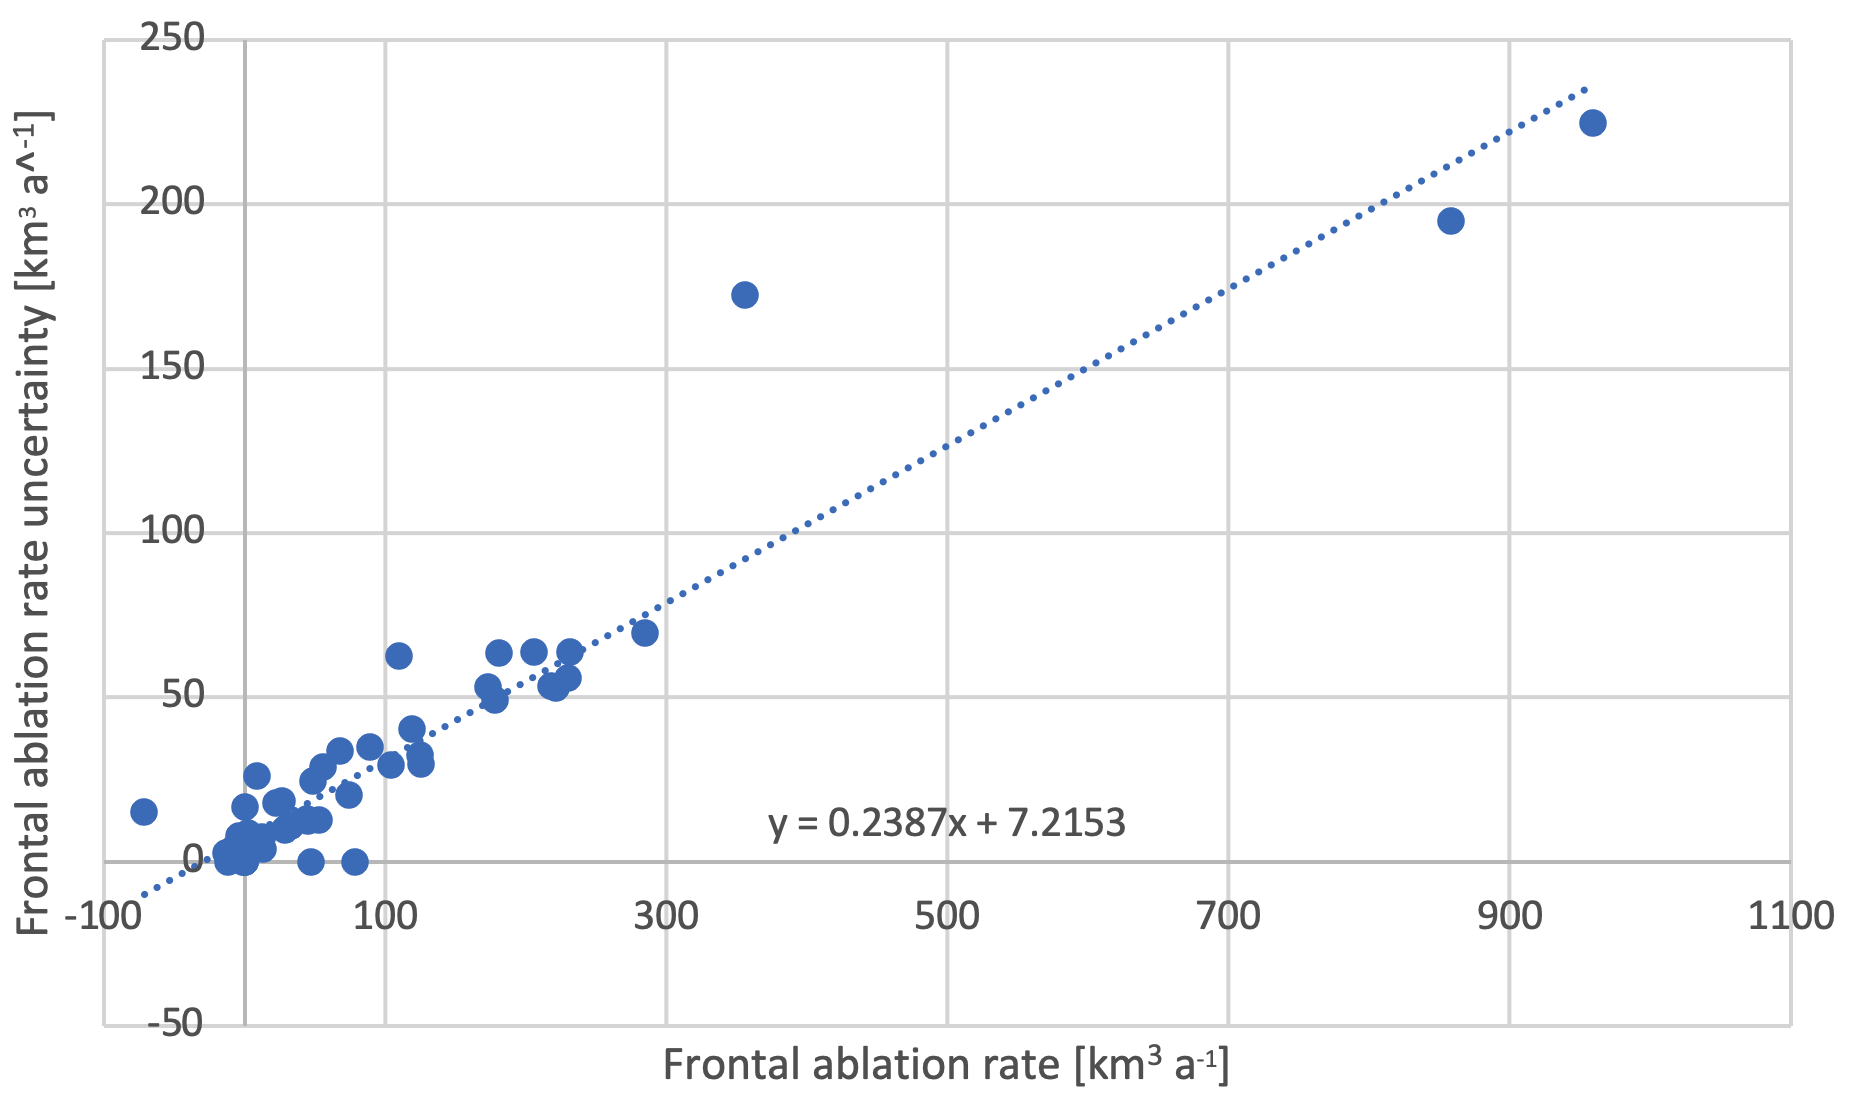 Frontal ablation rate uncertainty [km³ a^⁻¹]
250
200
150
100
50
0
-50
y = 0.2387x + 7.2153
-100 100 300 500 700 900 1100
Frontal ablation rate [km³ a⁻¹]